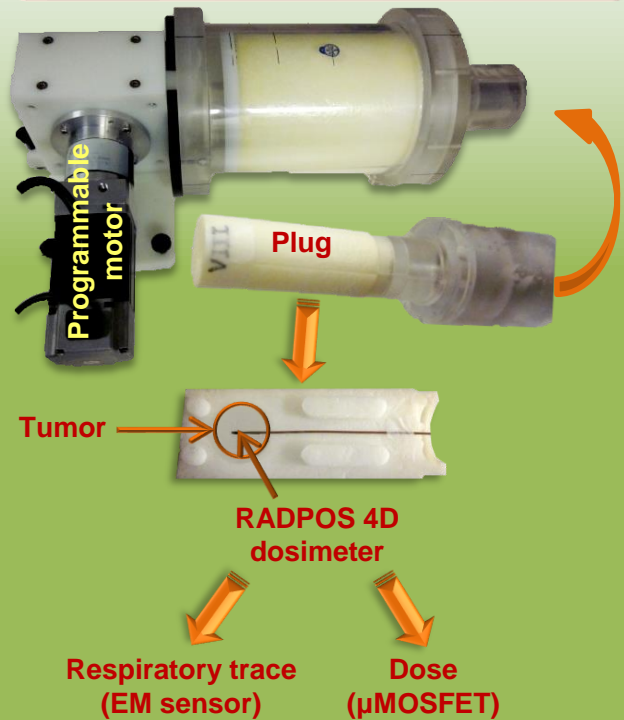 Programmable
motor
Plug
VIII
Tumor
RADPOS 4D
dosimeter
Respiratory trace
(EM sensor)
Dose
(µMOSFET)